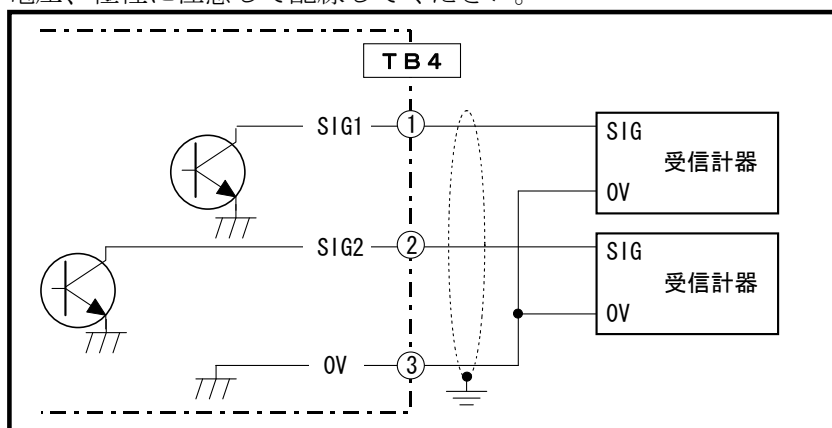 電圧、極性に注意して配線してください。
TB4
SIG1
①
SIG
受信計器
0V
SIG2
②
SIG
受信計器
0V
0V
③